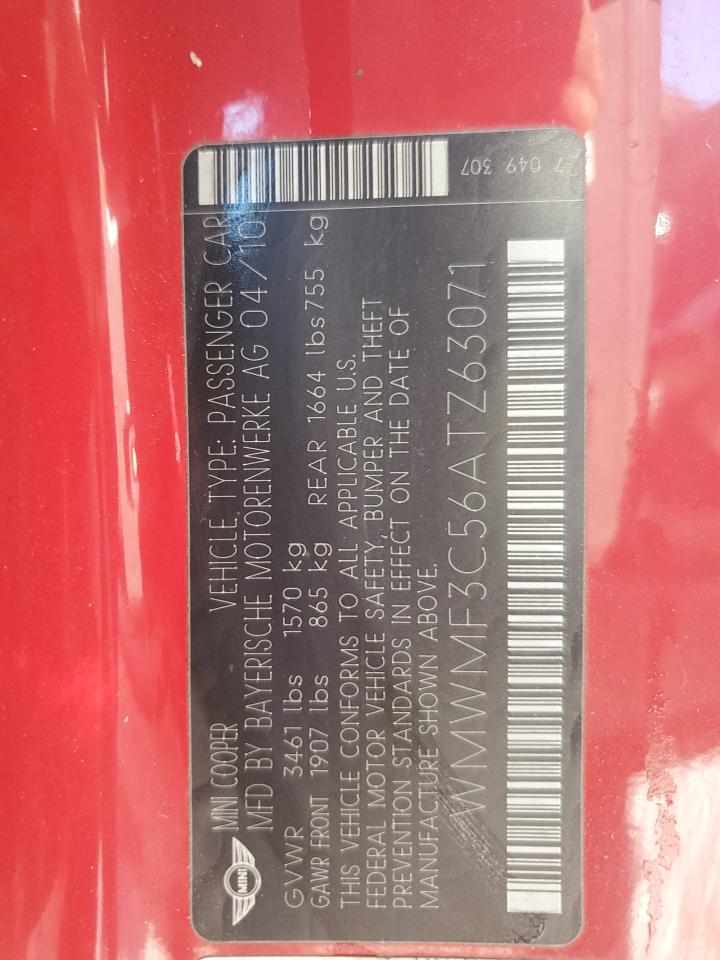 MINI
MINI COOPER VEHICLE TYPE: PASSENGER CAR
MFD BY BAYERISCHE MOTORENWERKE AG 04/10
GVWR 3461 lbs 1570 kg
GAWR FRONT 1907 lbs 865 kg REAR 1664 lbs 755 kg
THIS VEHICLE CONFORMS TO ALL APPLICABLE U.S.
FEDERAL MOTOR VEHICLE SAFETY, BUMPER AND THEFT
PREVENTION STANDARDS IN EFFECT ON THE DATE OF
MANUFACTURE SHOWN ABOVE.
WMWMF3C56ATZ63071
7 049 307